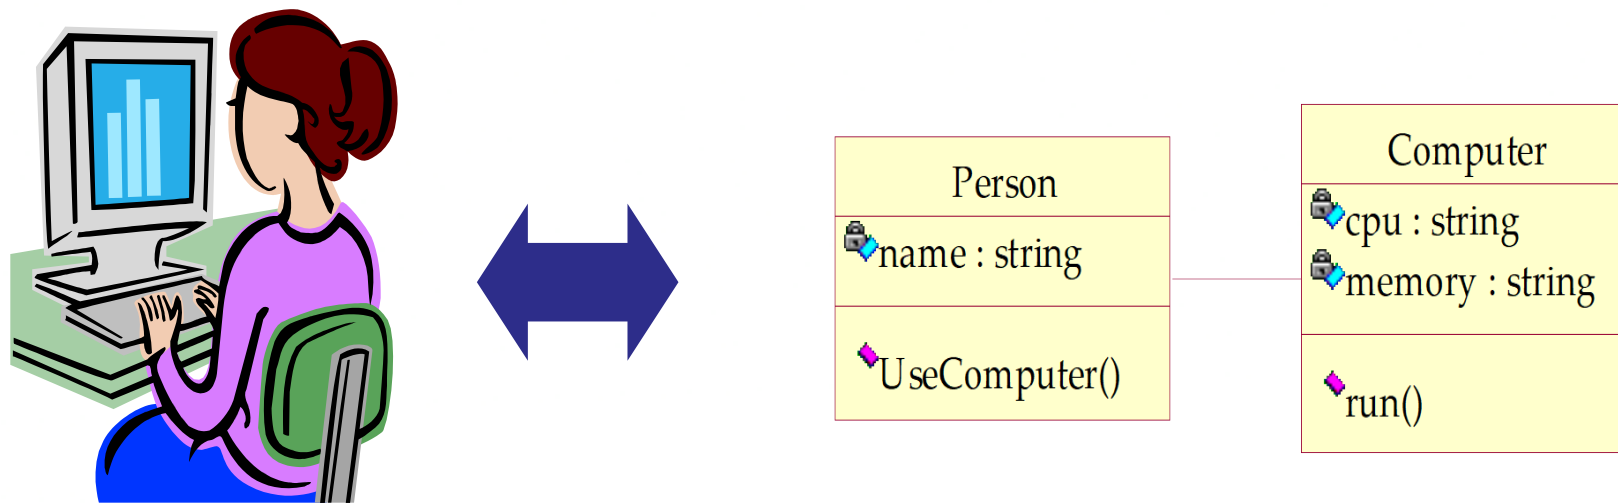 Person
name : string
UseComputer()
Computer
cpu : string
memory : string
run()